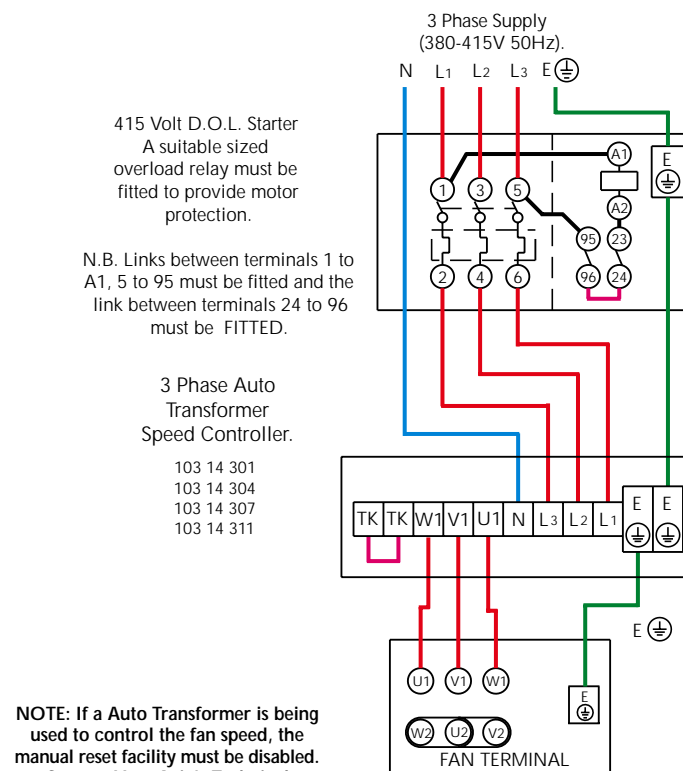 3 Phase Supply
(380-415V 50Hz).
N L1 L2 L3 E
415 Volt D.O.L. Starter
A suitable sized
overload relay must be
fitted to provide motor
protection.
N.B. Links between terminals 1 to
A1, 5 to 95 must be fitted and the
link between terminals 24 to 96
must be FITTED.
A1
E
1 3 5
A2
95 23
2 4 6 96 24
3 Phase Auto
Transformer
Speed Controller.
103 14 301
103 14 304
103 14 307
103 14 311
TK TK W1 V1 U1 N L3 L2 L1 E E
E
U1 V1 W1
E
W2 U2 V2
FAN TERMINAL
NOTE: If a Auto Transformer is being
used to control the fan speed, the
manual reset facility must be disabled.